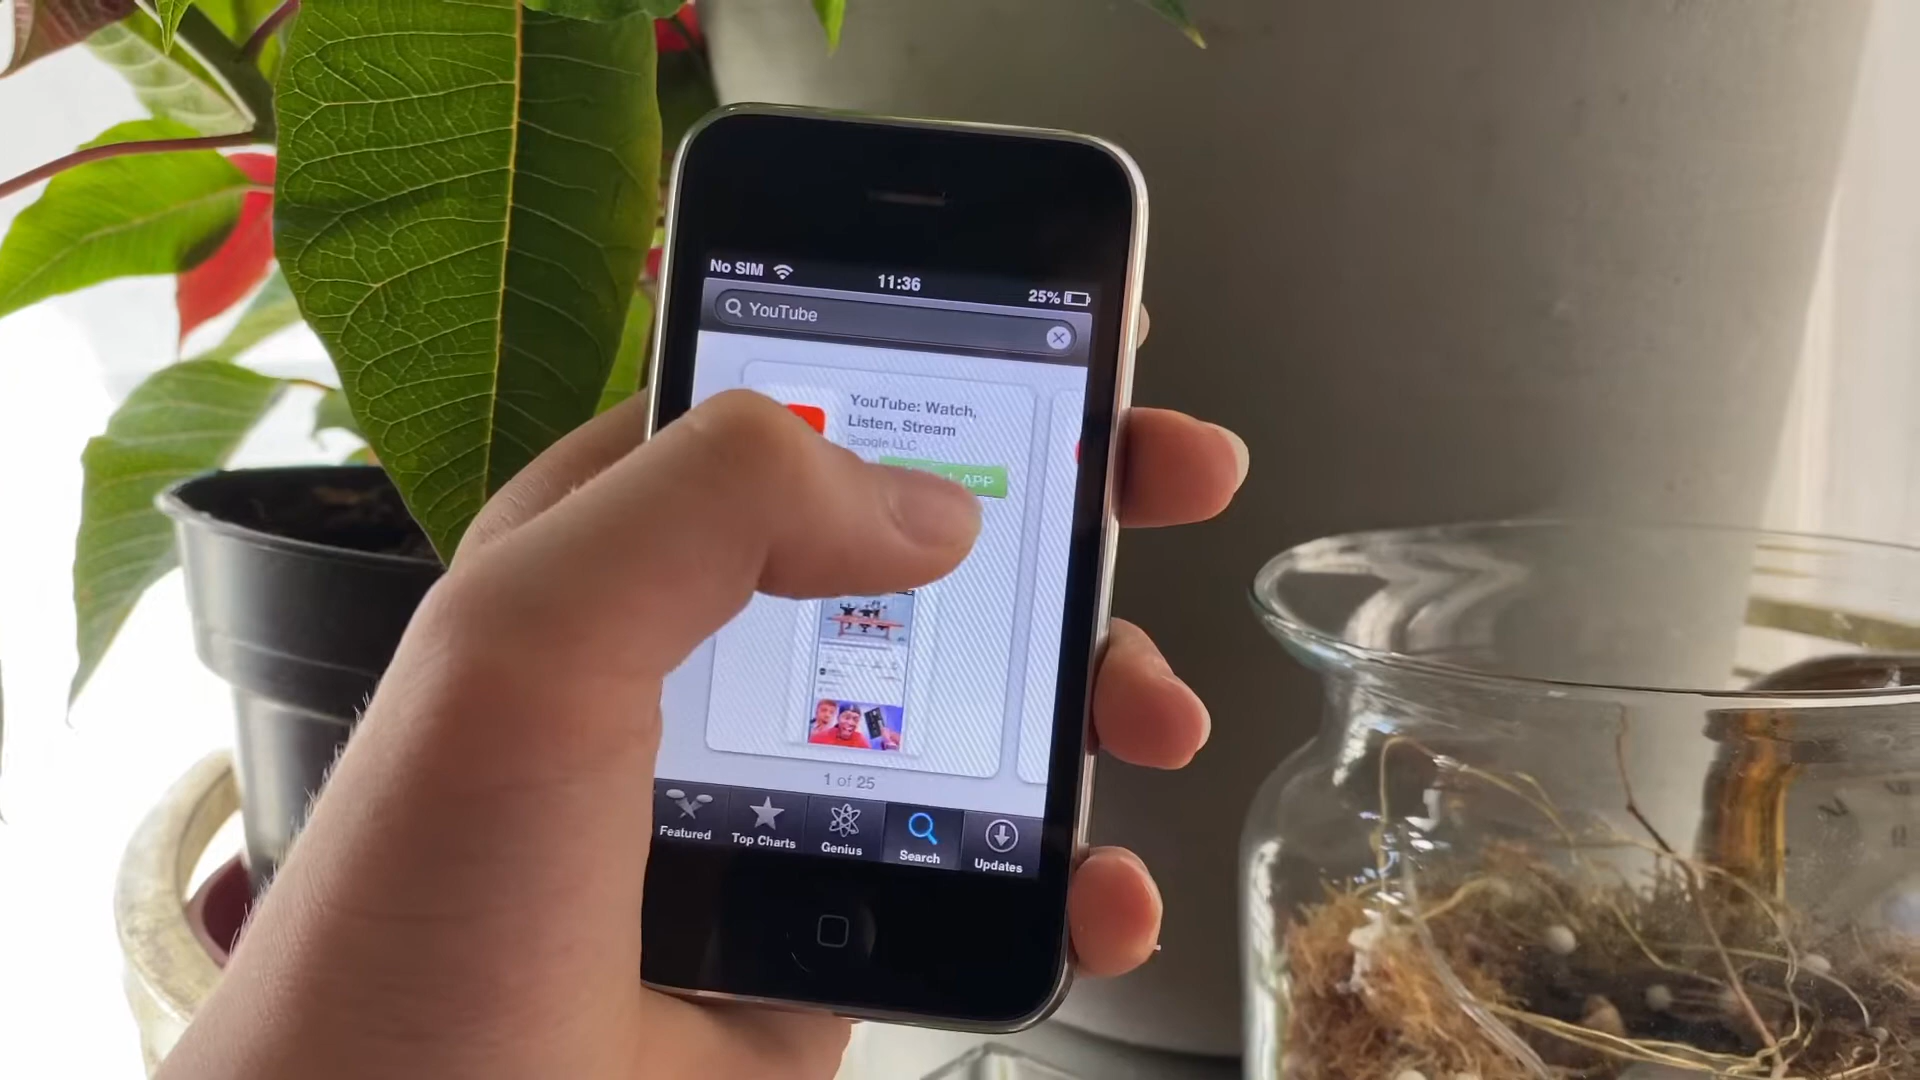 No SIM
11:36
25%
YouTube
YouTube: Watch,
Listen, Stream
Google LLC
APP
1 of 25
Featured
Top Charts
Genius
Search
Updates